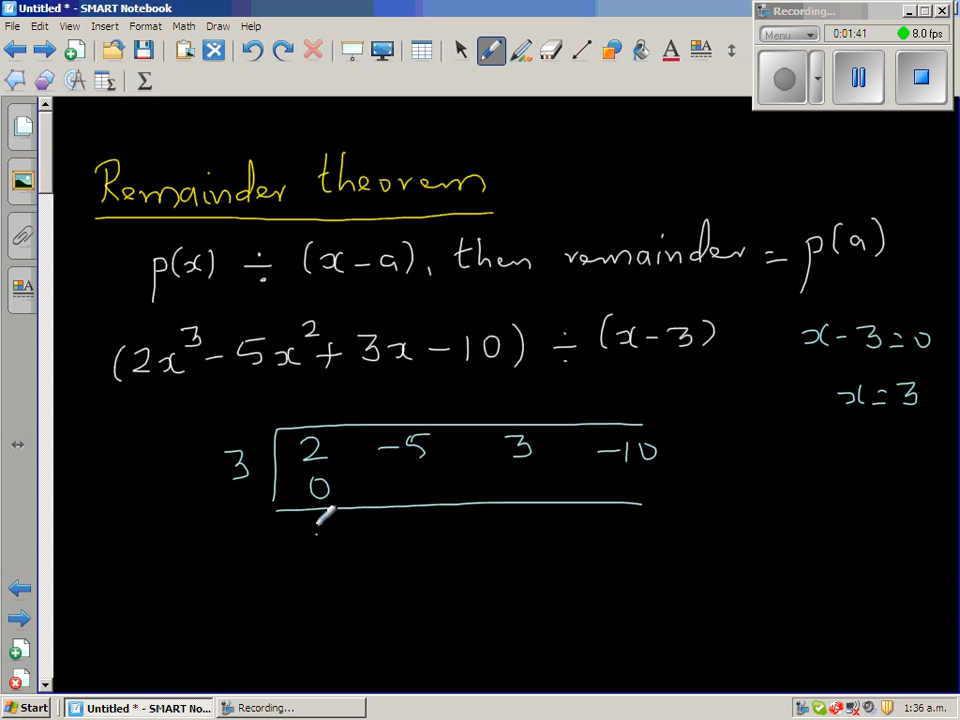 Untitled * - SMART Notebook
File Edit View Insert Format Math Draw Help
Recording...
Menu 0:01:41 8.0 fps
Remainder theorem
p(x) ÷ (x-a), then remainder = p(a)
(2x³ - 5x² + 3x - 10) ÷ (x-3)
x - 3 = 0
x = 3
3 2 -5 3 -10
0
Start Untitled * - SMART No... Recording... 1:36 a.m.